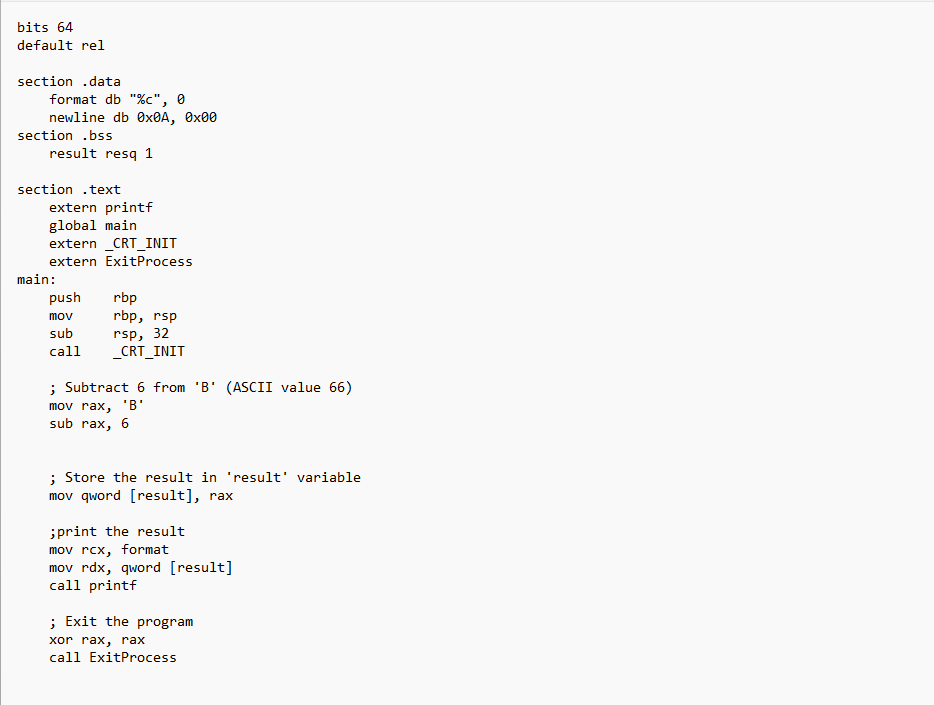 bits 64
default rel
section .data
format db "%c", 0
newline db 0x0A, 0x00
section .bss
result resq 1
section .text
extern printf
global main
extern _CRT_INIT
extern ExitProcess
main:
push    rbp
mov     rbp, rsp
sub     rsp, 32
call    _CRT_INIT
; Subtract 6 from 'B' (ASCII value 66)
mov rax, 'B'
sub rax, 6
; Store the result in 'result' variable
mov qword [result], rax
;print the result
mov rcx, format
mov rdx, qword [result]
call printf
; Exit the program
xor rax, rax
call ExitProcess